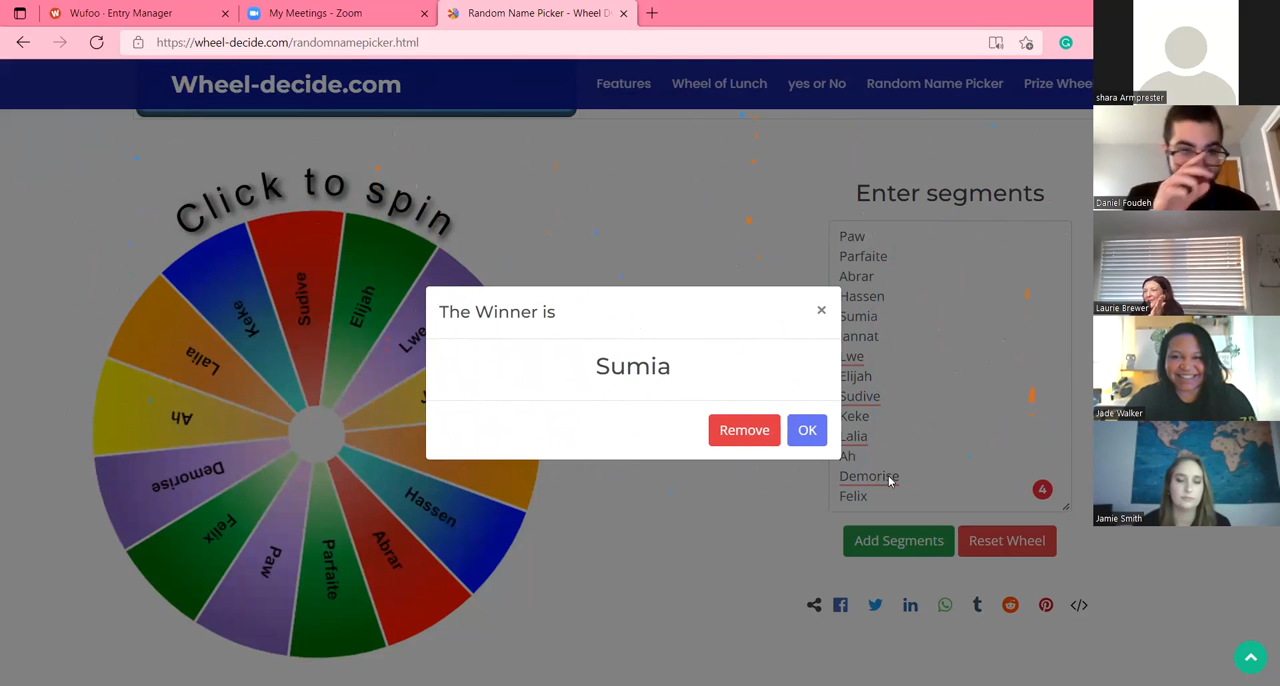 Wufoo · Entry Manager
My Meetings - Zoom
Random Name Picker - Wheel D
https://wheel-decide.com/randomnamepicker.html
Wheel-decide.com
Features
Wheel of Lunch
yes or No
Random Name Picker
Prize Whee
Click to spin
Elijah
Sudive
Keke
Lalia
Ah
Demorise
Felix
Paw
Parfaite
Abrar
Hassen
Lwe
The Winner is
Sumia
Remove
OK
Enter segments
Paw
Parfaite
Abrar
Hassen
Sumia
annat
Lwe
Elijah
Sudive
Keke
Lalia
Ah
Demorise
Felix
4
Add Segments
Reset Wheel
shara Armprester
Daniel Foudeh
Laurie Brewer
Jade Walker
Jamie Smith